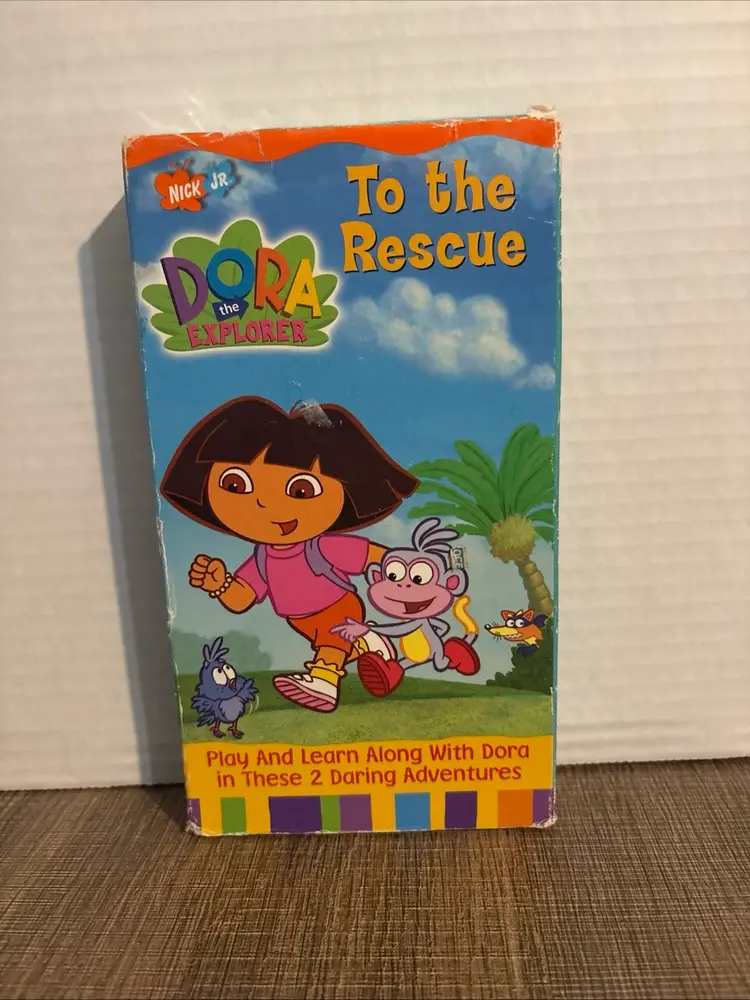 NICK JR
To the
Rescue
DORA
the
EXPLORER
Play And Learn Along With Dora
in These 2 Daring Adventures